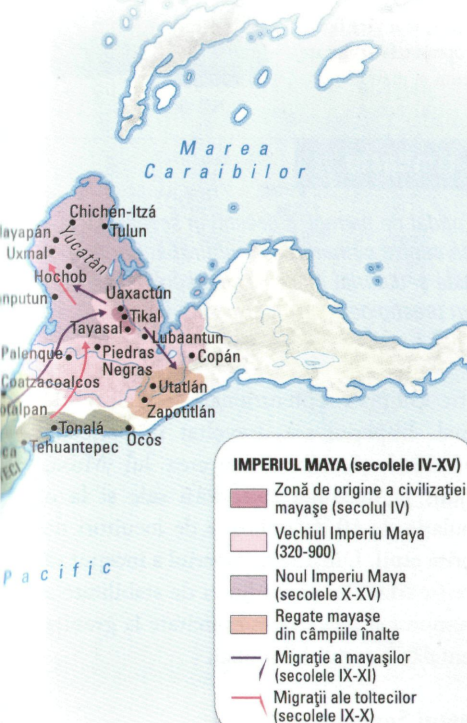 Marea
Caraibilor
Chichén-Itzá
Tulun
Yucatàn
Uxmal
Hochob
Uaxactún
Tikal
Tayasal
Lubaantun
Palenque
Piedras
Negras
Copán
Coatzacoalcos
Utatlán
Zapotitlán
Tonalá
Ocòs
Tehuantepec
Pacific
IMPERIUL MAYA (secolele IV-XV)
Zonă de origine a civilizației
mayașe (secolul IV)
Vechiul Imperiu Maya
(320-900)
Noul Imperiu Maya
(secolele X-XV)
Regate mayașe
din câmpiile înalte
Migrație a mayașilor
(secolele IX-XI)
Migrații ale toltecilor
(secolele IX-X)